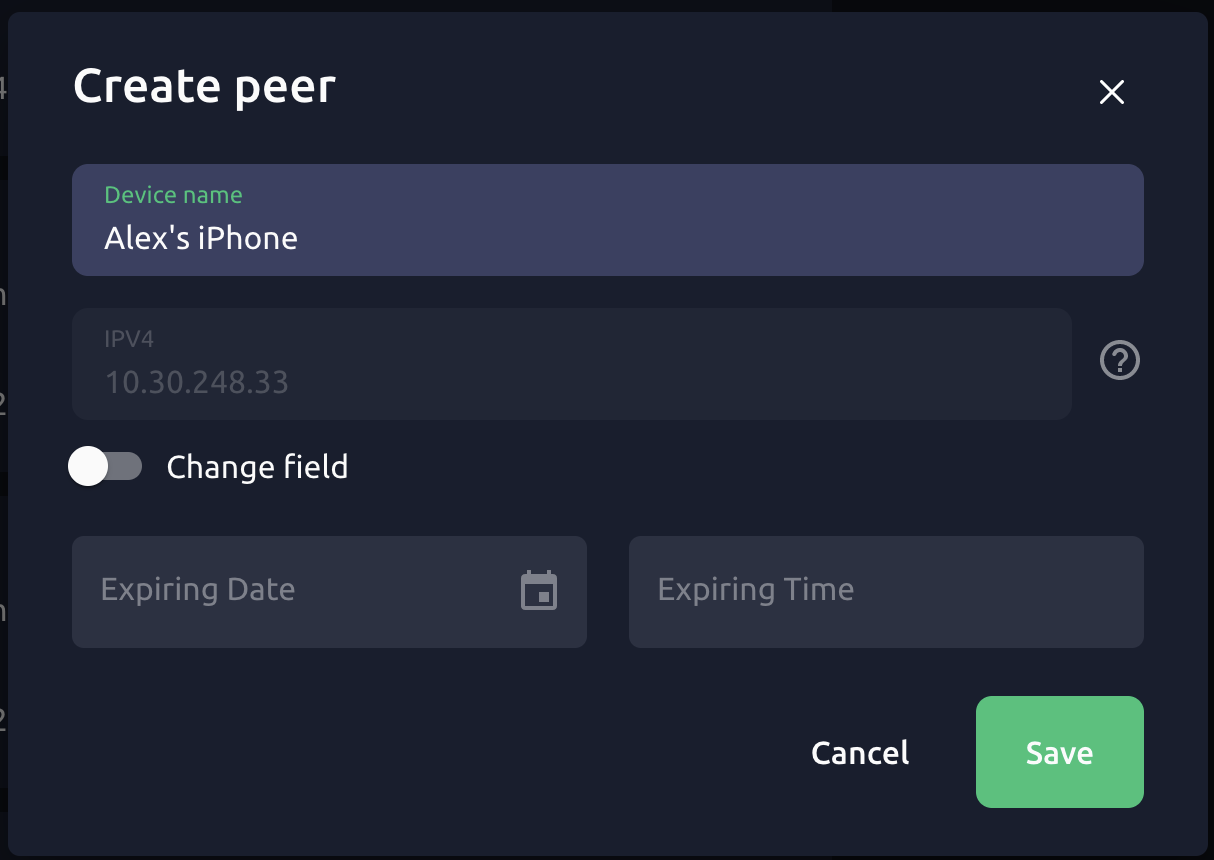 Create peer
Device name
Alex's iPhone
IPV4
10.30.248.33
Change field
Expiring Date
Expiring Time
Cancel
Save